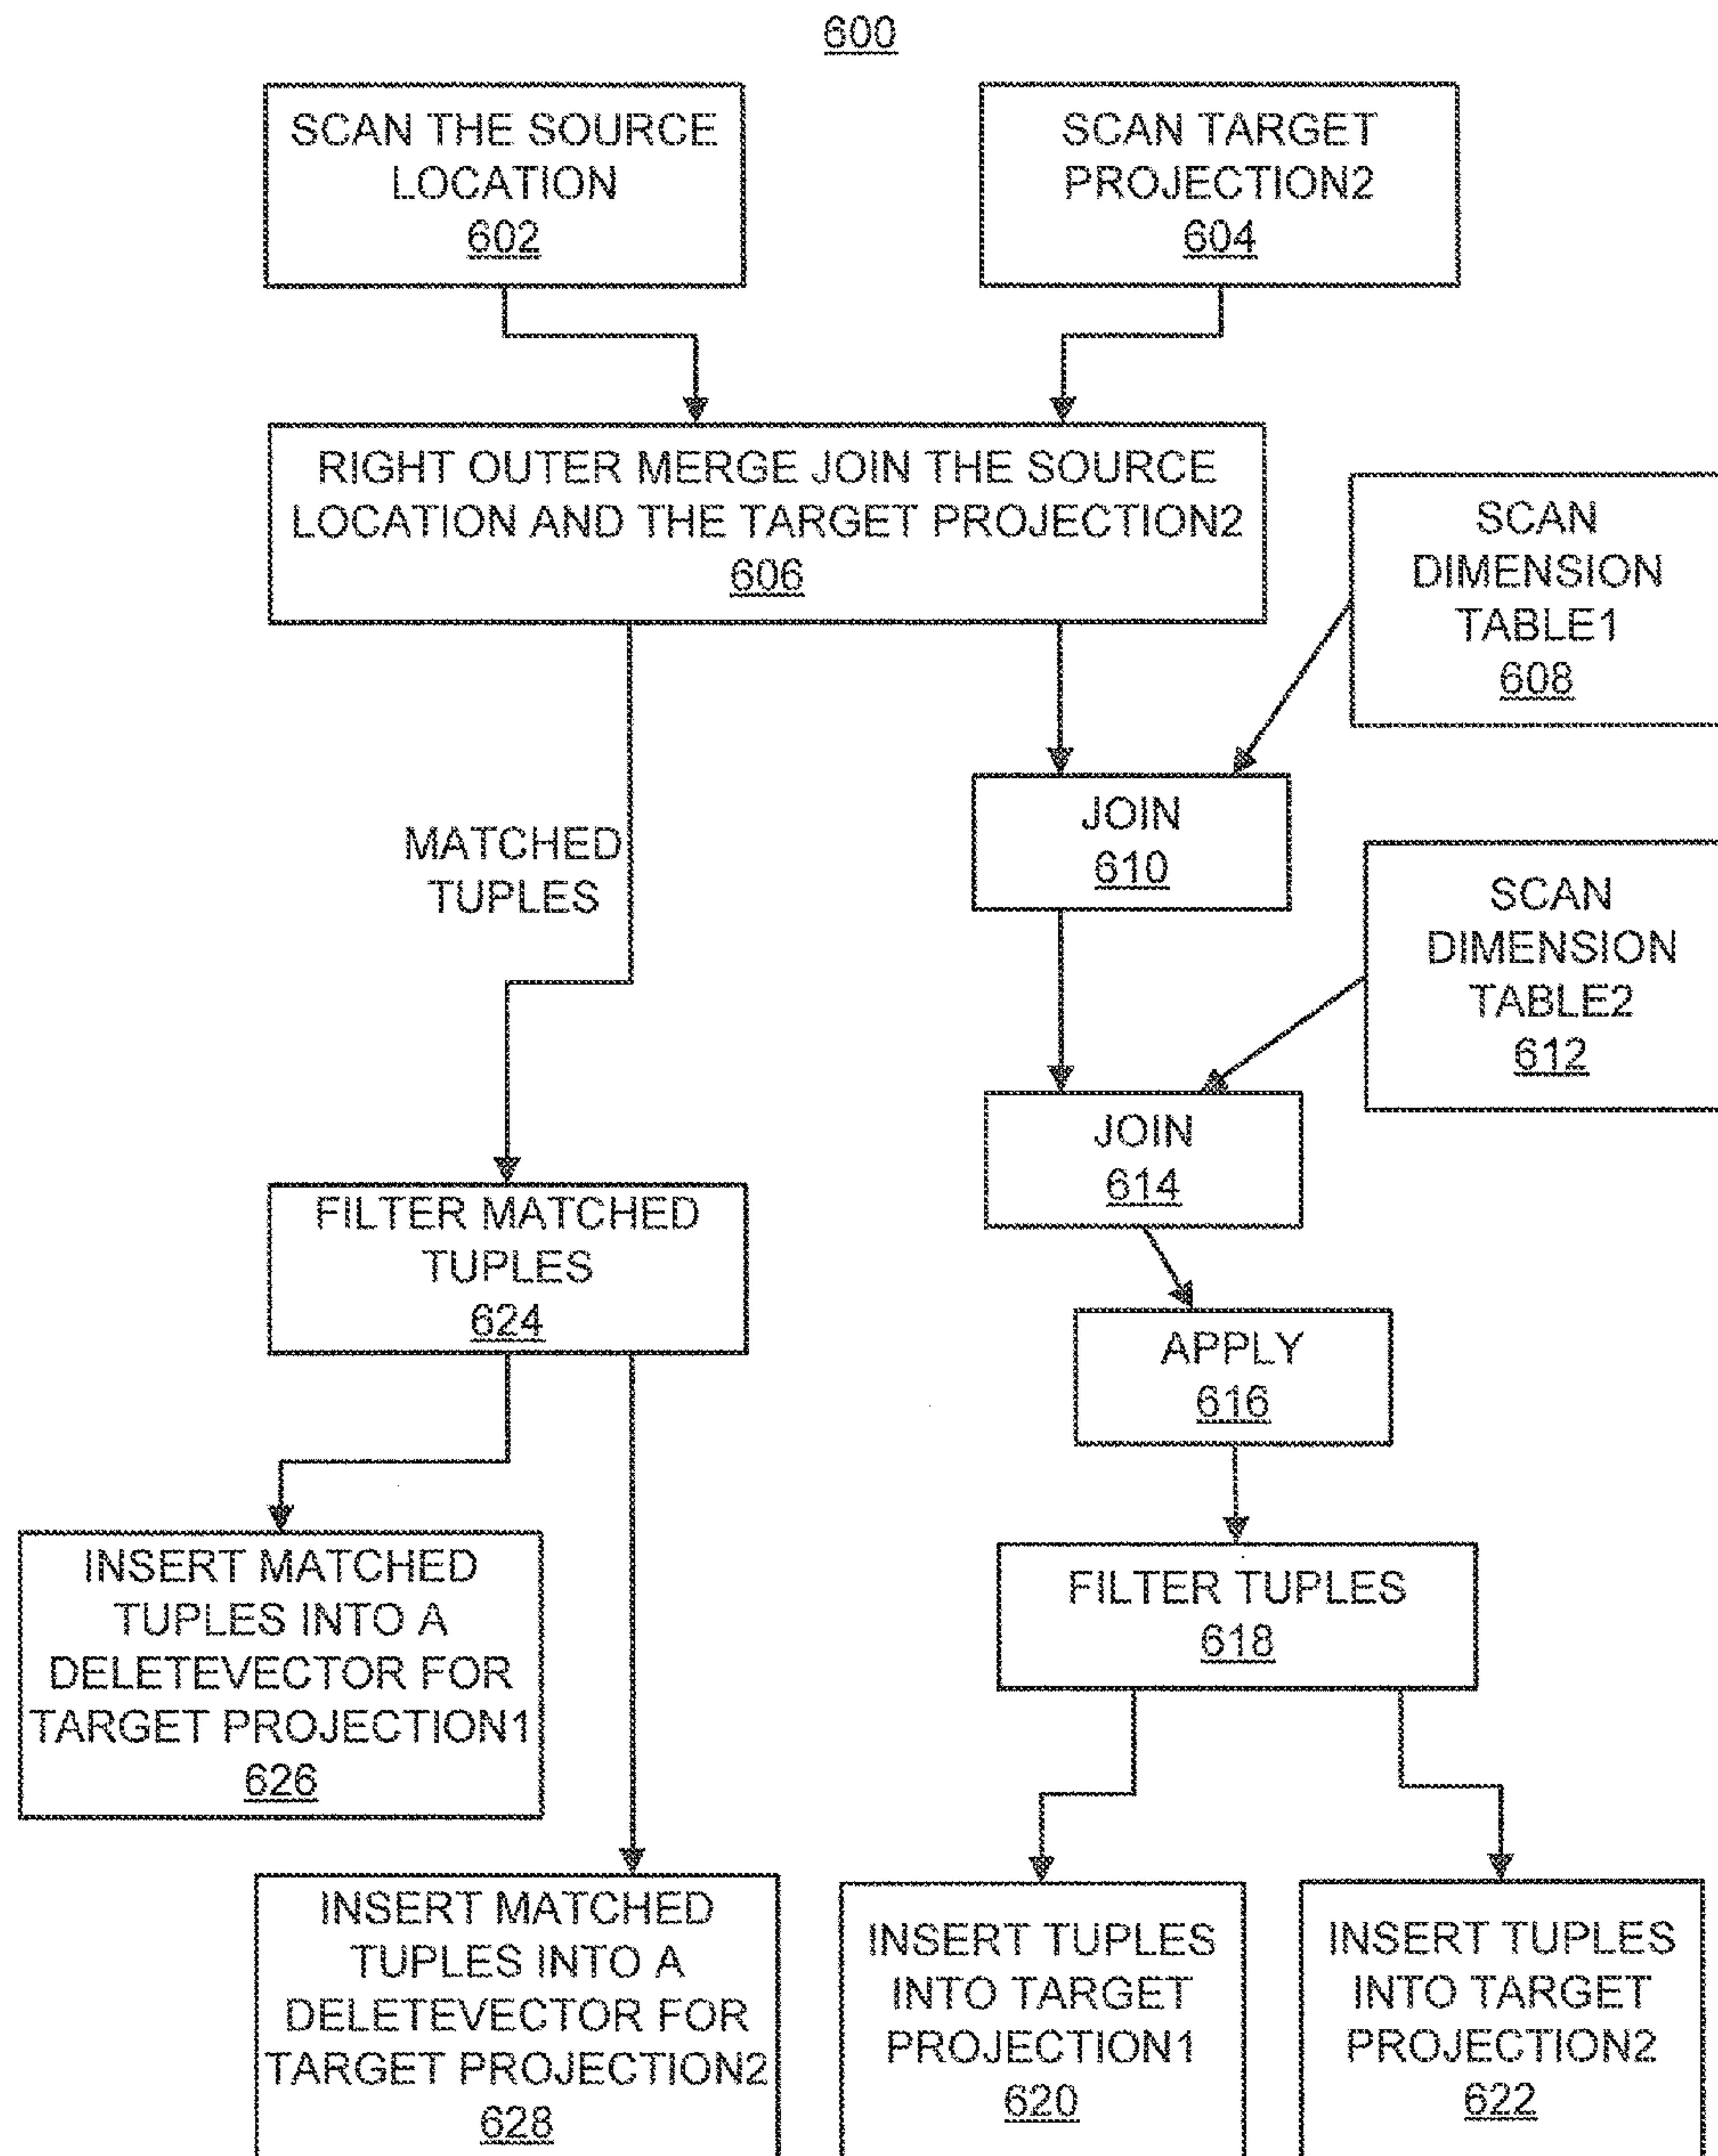 600
SCAN THE SOURCE
LOCATION
602
SCAN TARGET
PROJECTION2
604
RIGHT OUTER MERGE JOIN THE SOURCE
LOCATION AND THE TARGET PROJECTION2
606
SCAN
DIMENSION
TABLE1
608
JOIN
610
MATCHED
TUPLES
SCAN
DIMENSION
TABLE2
612
JOIN
614
FILTER MATCHED
TUPLES
624
APPLY
616
INSERT MATCHED
TUPLES INTO A
DELETEVECTOR FOR
TARGET PROJECTION1
626
FILTER TUPLES
618
INSERT MATCHED
TUPLES INTO A
DELETEVECTOR FOR
TARGET PROJECTION2
628
INSERT TUPLES
INTO TARGET
PROJECTION1
620
INSERT TUPLES
INTO TARGET
PROJECTION2
622